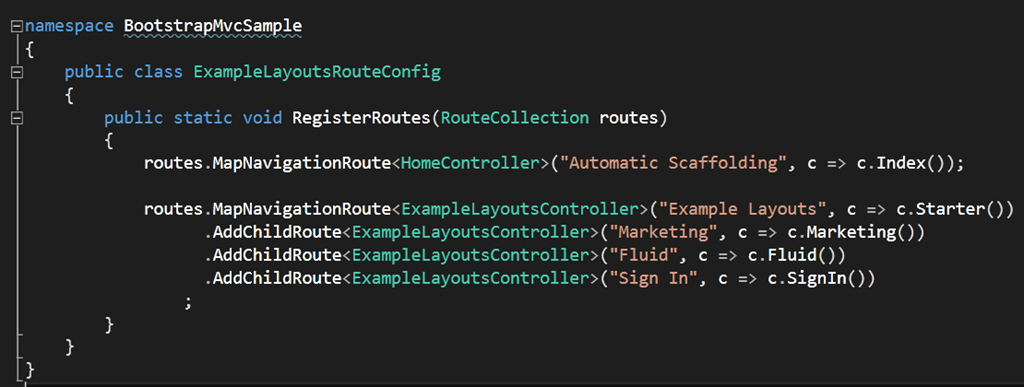 namespace BootstrapMvcSample
{
    public class ExampleLayoutsRouteConfig
    {
        public static void RegisterRoutes(RouteCollection routes)
        {
            routes.MapNavigationRoute<HomeController>("Automatic Scaffolding", c => c.Index());

            routes.MapNavigationRoute<ExampleLayoutsController>("Example Layouts", c => c.Starter())
                  .AddChildRoute<ExampleLayoutsController>("Marketing", c => c.Marketing())
                  .AddChildRoute<ExampleLayoutsController>("Fluid", c => c.Fluid())
                  .AddChildRoute<ExampleLayoutsController>("Sign In", c => c.SignIn())
                ;
        }
    }
}